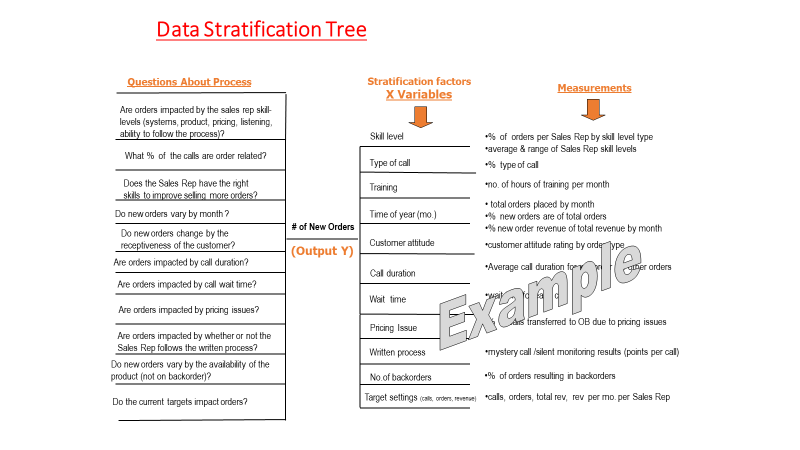 Data Stratification Tree
Questions About Process
Are orders impacted by the sales rep skill-
levels (systems, product, pricing, listening,
ability to follow the process)?
What % of the calls are order related?
Does the Sales Rep have the right
skills to improve selling more orders?
Do new orders vary by month ?
Do new orders change by the
receptiveness of the customer?
Are orders impacted by call duration?
Are orders impacted by call wait time?
Are orders impacted by pricing issues?
Are orders impacted by whether or not the
Sales Rep follows the written process?
Do new orders vary by the availability of the
product (not on backorder)?
Do the current targets impact orders?
# of New Orders
(Output Y)
Stratification factors
X Variables
Skill level
Type of call
Training
Time of year (mo.)
Customer attitude
Call duration
Wait time
Pricing Issue
Written process
No of backorders
Target settings (calls, orders, revenue)
Measurements
•% of orders per Sales Rep by skill level type
•average & range of Sales Rep skill levels
•% type of call
•no. of hours of training per month
• total orders placed by month
•% new orders are of total orders
•% new order revenue of total revenue by month
•customer attitude rating by order type
•Average call duration for other orders
transferred to OB due to pricing issues
•mystery call /silent monitoring results (points per call)
•% of orders resulting in backorders
•calls, orders, total rev, rev per mo. per Sales Rep
Example